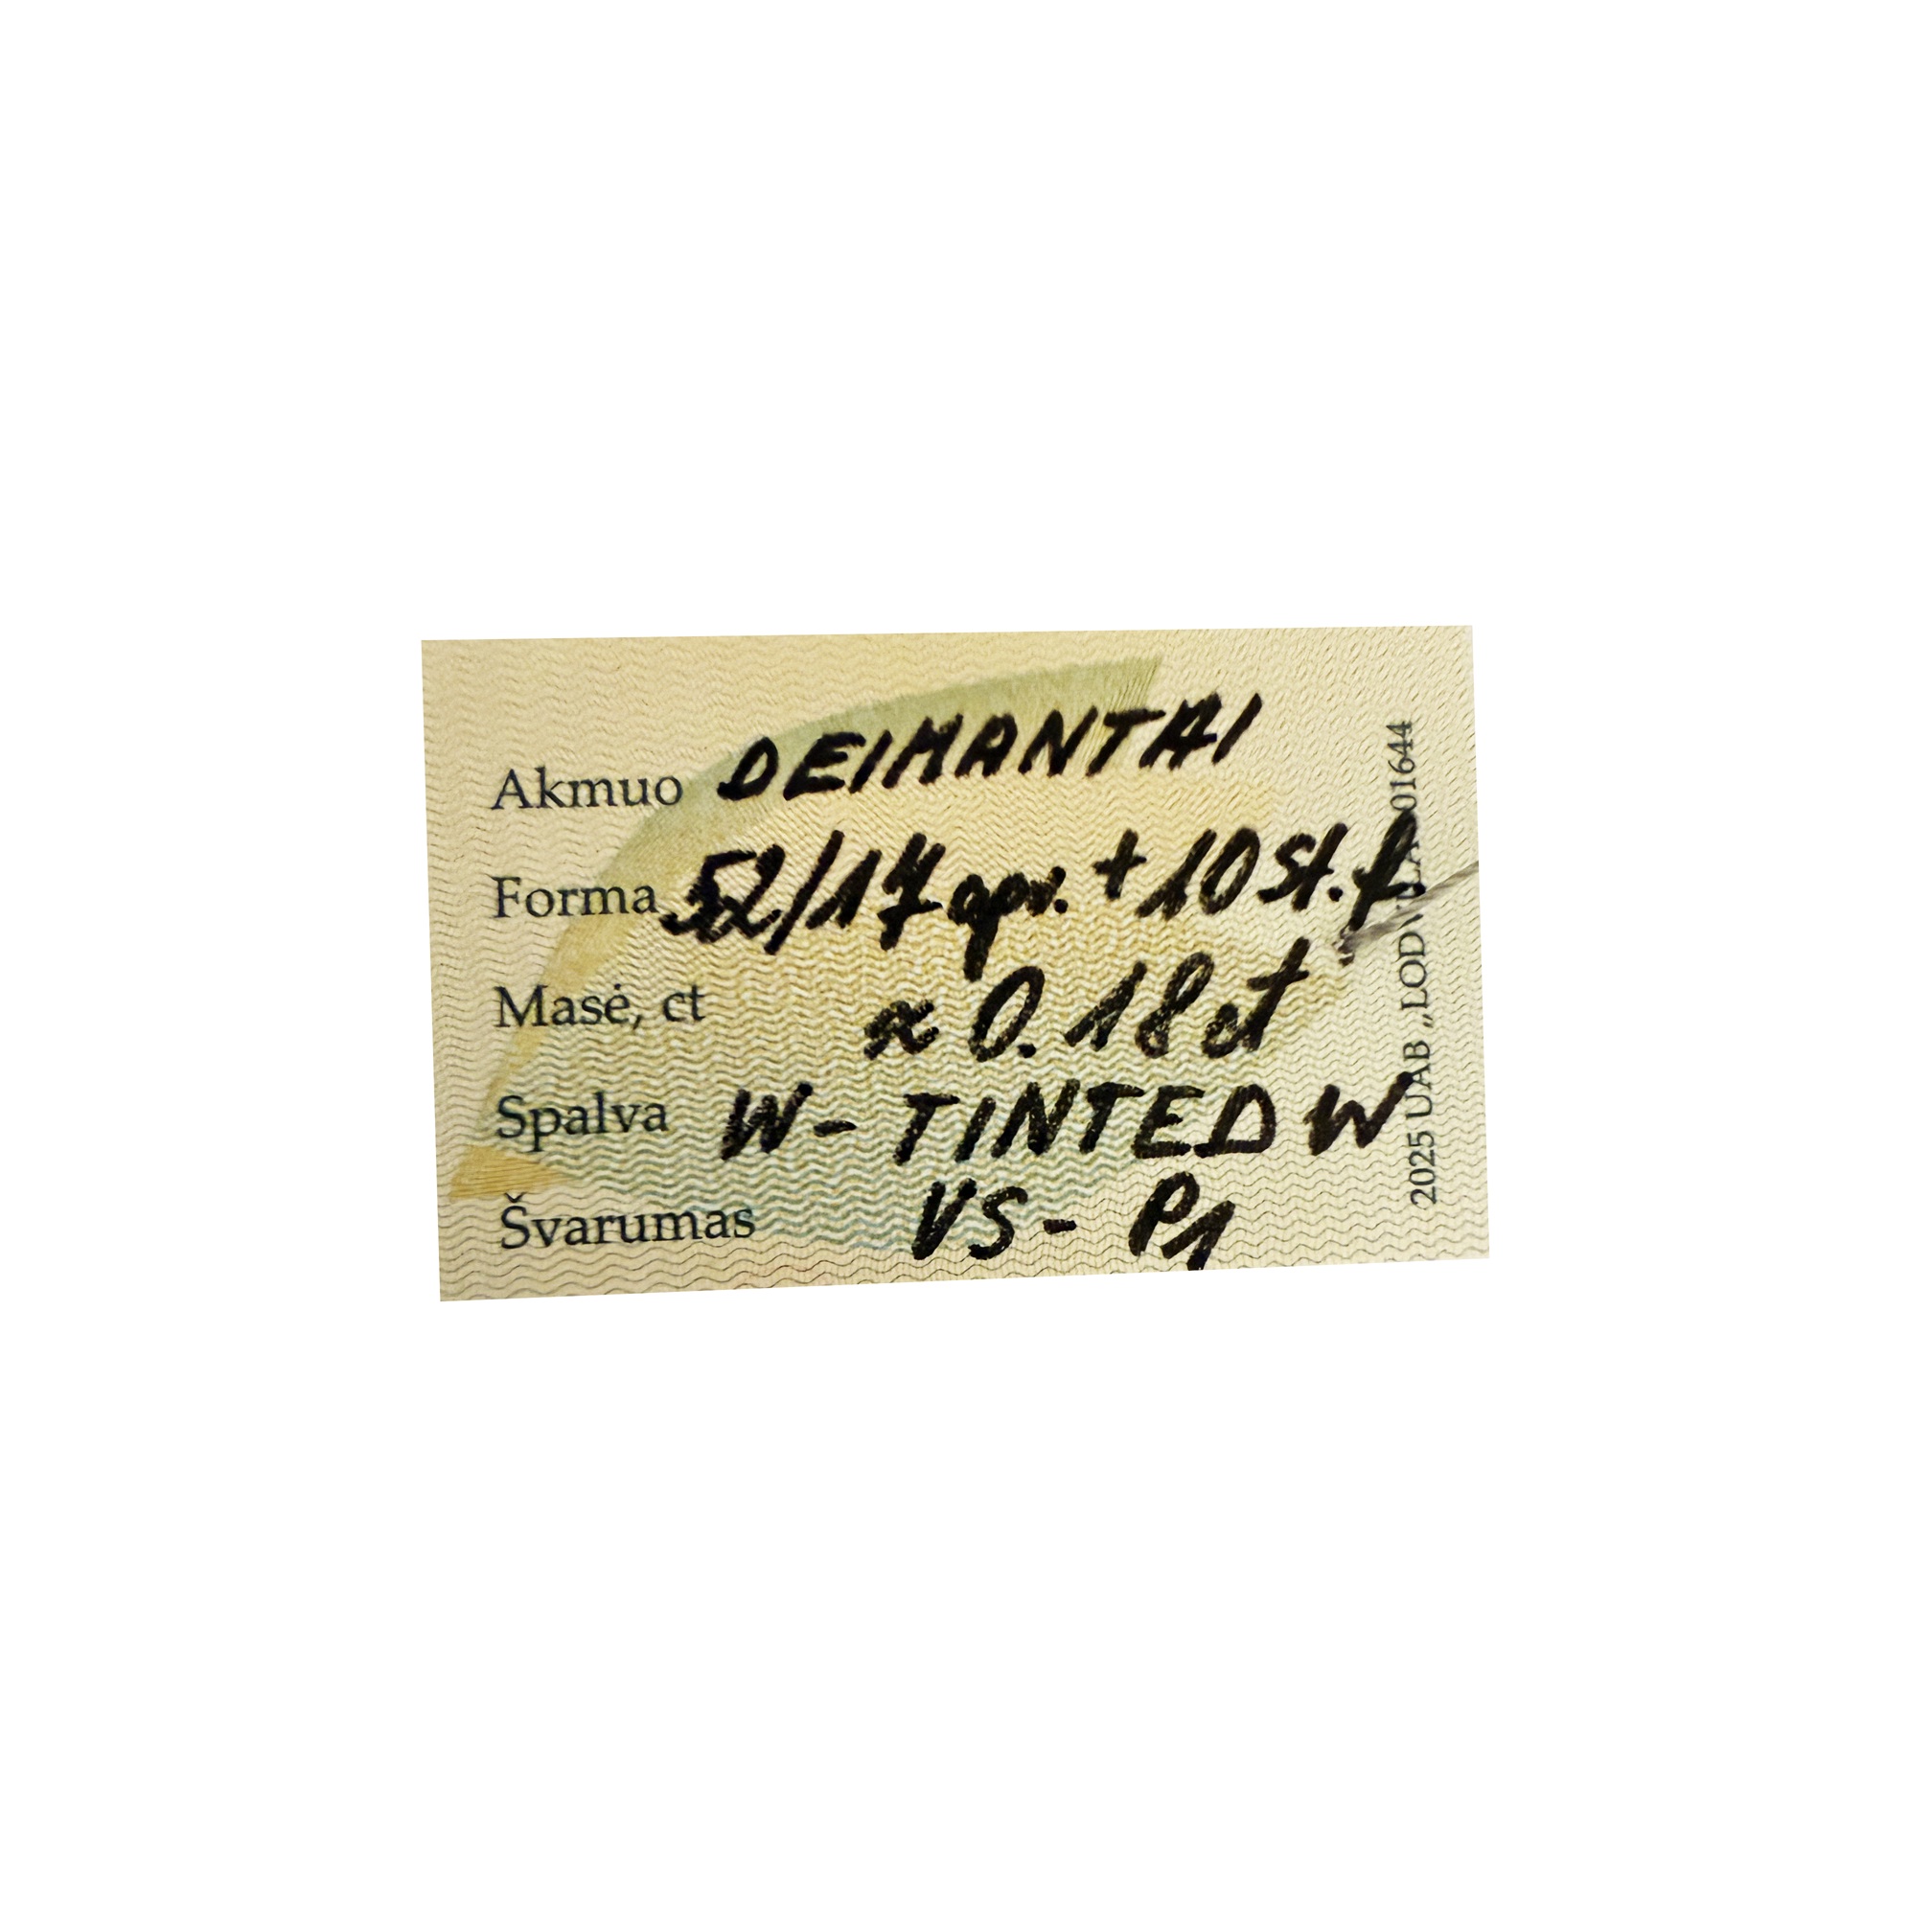 Akmuo DEIMANTAI
Forma 52/17 apv. + 10 st. f.
Masė, ct ≈ 0.18 ct
Spalva W - TINTED W
Švarumas VS - P1
2025 UAB „LOD 01644